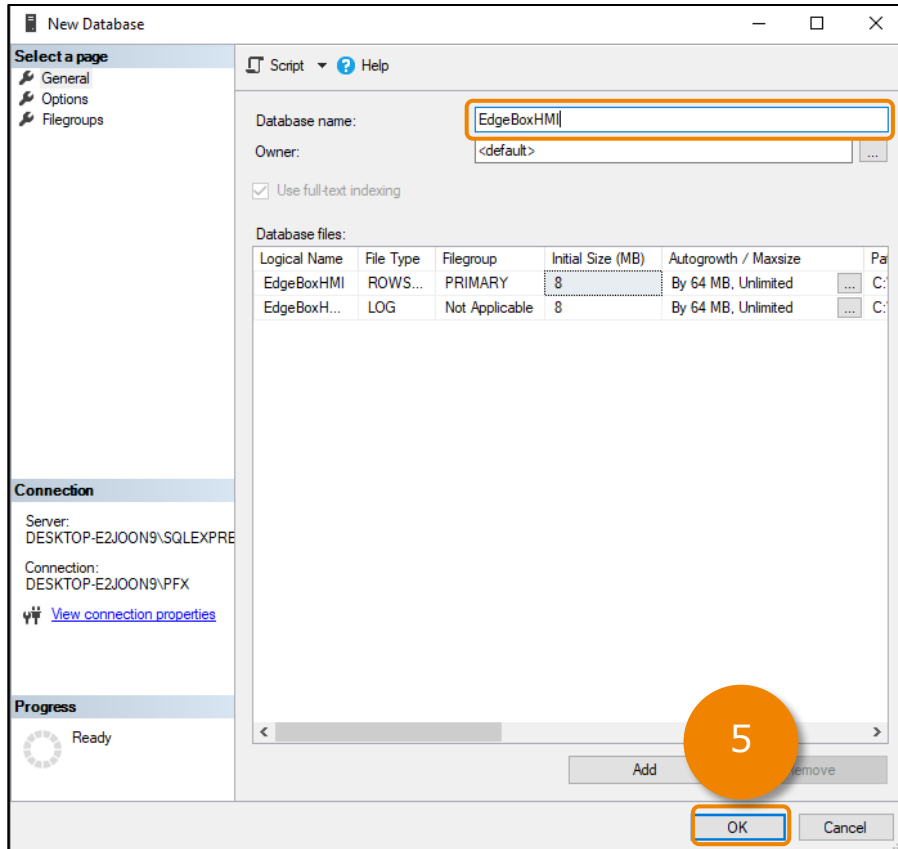 New Database
Select a page
General
Options
Filegroups
Script
Help
Database name:
EdgeBoxHMI
Owner:
<default>
...
Use full-text indexing
Database files:
Logical Name File Type Filegroup Initial Size (MB) Autogrowth / Maxsize Pa
EdgeBoxHMI ROWS... PRIMARY 8 By 64 MB, Unlimited ... C:
EdgeBoxH... LOG Not Applicable 8 By 64 MB, Unlimited ... C:
Connection
Server:
DESKTOP-E2JOON9\SQLEXPRE
Connection:
DESKTOP-E2JOON9\PFX
View connection properties
Progress
Ready
5
Add
emove
OK
Cancel